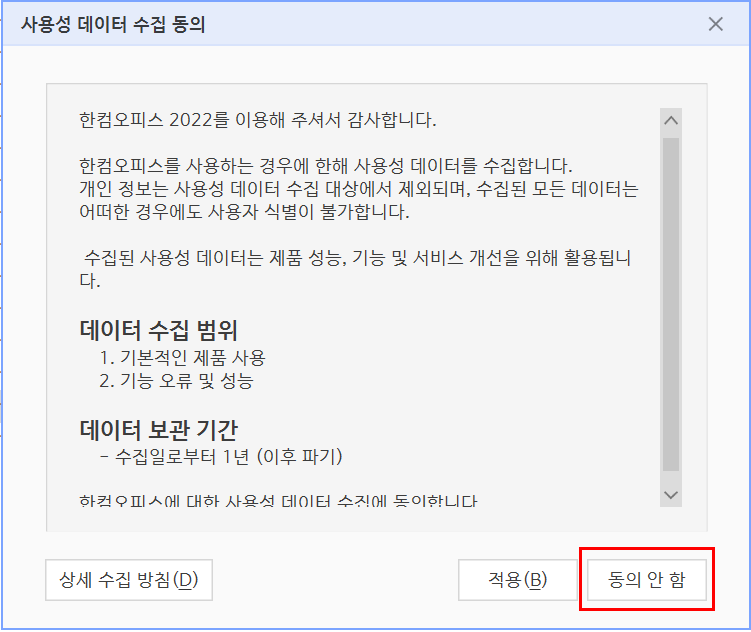 사용성 데이터 수집 동의
한컴오피스 2022를 이용해 주셔서 감사합니다.
한컴오피스를 사용하는 경우에 한해 사용성 데이터를 수집합니다.
개인 정보는 사용성 데이터 수집 대상에서 제외되며, 수집된 모든 데이터는
어떠한 경우에도 사용자 식별이 불가합니다.
수집된 사용성 데이터는 제품 성능, 기능 및 서비스 개선을 위해 활용됩니
다.
데이터 수집 범위
1. 기본적인 제품 사용
2. 기능 오류 및 성능
데이터 보관 기간
- 수집일로부터 1년 (이후 파기)
한컴오피스에 대한 사용성 데이터 수집에 동의합니다
상세 수집 방침(D)
적용(B)
동의 안 함